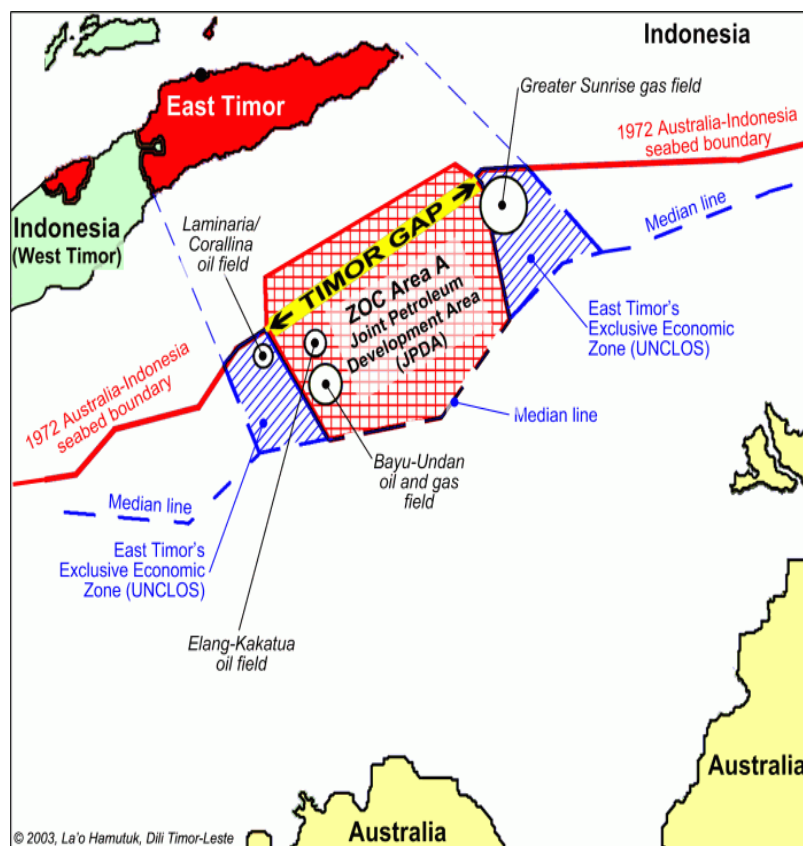 Indonesia
Greater Sunrise gas field
East Timor
1972 Australia-Indonesia
seabed boundary
Indonesia
(West Timor)
Laminaria/
Corallina
oil field
Median line
TIMOR GAP
ZOC Area A
Joint Petroleum
Development Area
(JPDA)
East Timor's
Exclusive Economic
Zone (UNCLOS)
1972 Australia-Indonesia
seabed boundary
Median line
Bayu-Undan
oil and gas
field
Median line
East Timor's
Exclusive Economic
Zone (UNCLOS)
Elang-Kakatua
oil field
Australia
Australia
© 2003, La'o Hamutuk, Dili Timor-Leste